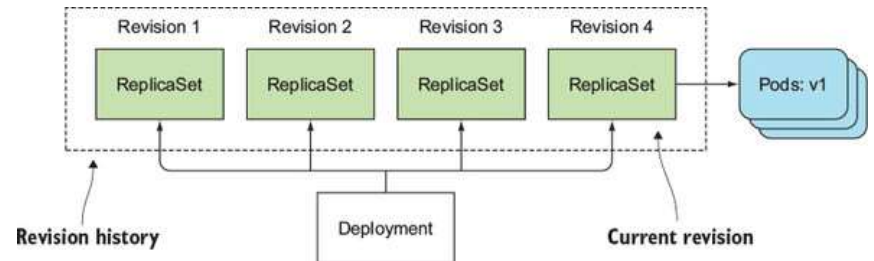 Revision 1
Revision 2
Revision 3
Revision 4
ReplicaSet
ReplicaSet
ReplicaSet
ReplicaSet
Pods: v1
Revision history
Deployment
Current revision